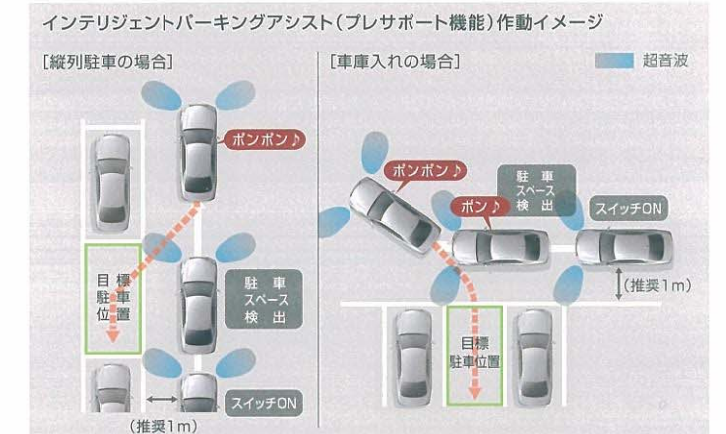 インテリジェントパーキングアシスト(プレサポート機能)作動イメージ
[縦列駐車の場合]
ポンポン♪
目標
駐車
位置
駐車
スペース
検出
スイッチON
(推奨1m)
[車庫入れの場合]
超音波
ポンポン♪
ポン♪
駐車
スペース
検出
スイッチON
(推奨1m)
目標
駐車位置